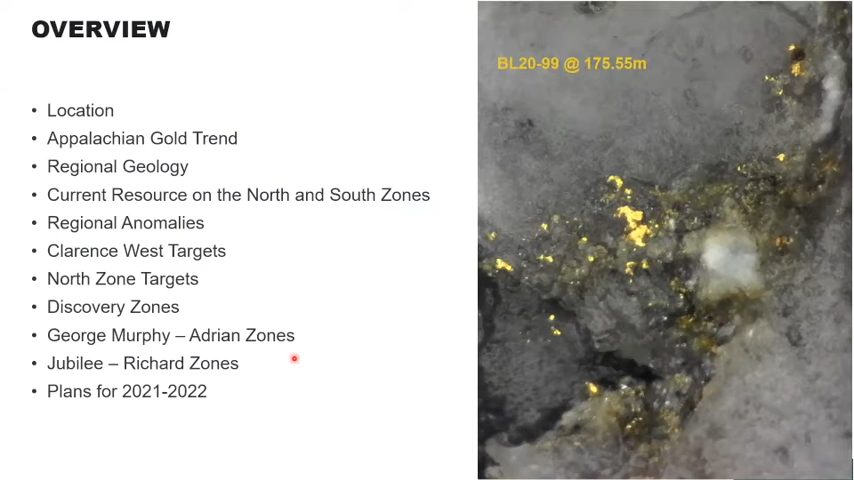 OVERVIEW
BL20-99 @ 175.55m
• Location
• Appalachian Gold Trend
• Regional Geology
• Current Resource on the North and South Zones
• Regional Anomalies
• Clarence West Targets
• North Zone Targets
• Discovery Zones
• George Murphy – Adrian Zones
• Jubilee – Richard Zones
• Plans for 2021-2022